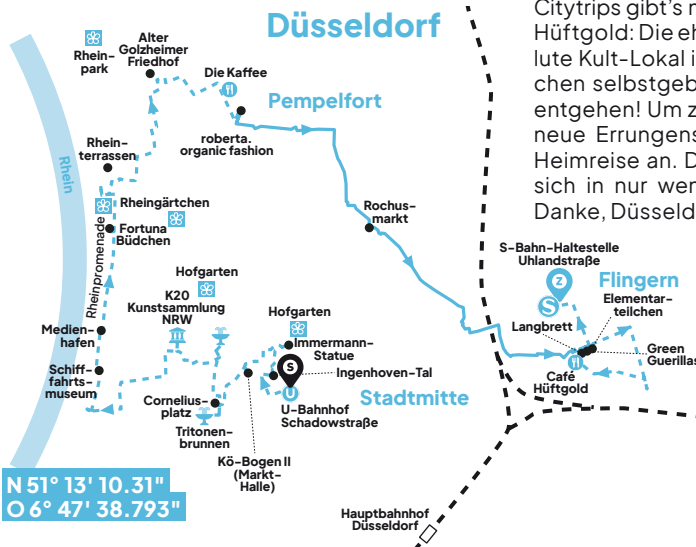 Düsseldorf
Citytrips gibt's
Hüftgold: Die
lute Kult-Lokal
chen selbstgeb
entgehen! Um
neue Errungens
Heimreise an.
sich in nur
Danke, Düsseld
Alter
Golzheimer
Friedhof
Rhein-
park
Die Kaffee
Pempelfort
roberta.
organic fashion
Rhein-
terrassen
Rhein
Rheingärtchen
Fortuna
Büdchen
Rheinpromenade
Rochus-
markt
S-Bahn-Haltestelle
Uhlandstraße
Z
S
Flingern
Elementar-
teilchen
Langbrett
Green
Guerillas
Café
Hüftgold
Hofgarten
K20
Kunstsammlung
NRW
Hofgarten
Immermann-
Statue
Ingenhoven-Tal
S
U
Stadtmitte
U-Bahnhof
Schadowstraße
Medien-
hafen
Schiff-
fahrts-
museum
Cornelius-
platz
Tritonen-
brunnen
Kö-Bogen II
(Markt-
Halle)
N 51° 13' 10.31"
O 6° 47' 38.793"
Hauptbahnhof
Düsseldorf